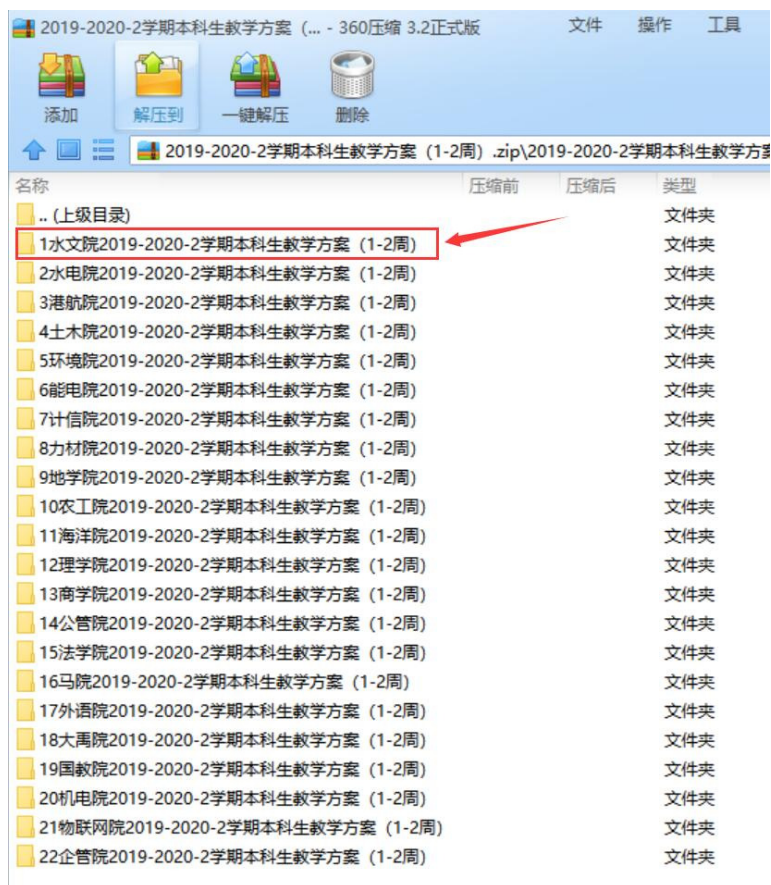 2019-2020-2学期本科生教学方案 (... - 360压缩 3.2正式版 文件 操作 工具
添加 解压到 一键解压 删除
2019-2020-2学期本科生教学方案（1-2周）.zip\2019-2020-2学期本科生教学方案
名称 压缩前 压缩后 类型
.. (上级目录) 文件夹
1水文院2019-2020-2学期本科生教学方案（1-2周） 文件夹
2水电院2019-2020-2学期本科生教学方案（1-2周） 文件夹
3港航院2019-2020-2学期本科生教学方案（1-2周） 文件夹
4土木院2019-2020-2学期本科生教学方案（1-2周） 文件夹
5环境院2019-2020-2学期本科生教学方案（1-2周） 文件夹
6能电院2019-2020-2学期本科生教学方案（1-2周） 文件夹
7计信院2019-2020-2学期本科生教学方案（1-2周） 文件夹
8力材院2019-2020-2学期本科生教学方案（1-2周） 文件夹
9地学院2019-2020-2学期本科生教学方案（1-2周） 文件夹
10农工院2019-2020-2学期本科生教学方案（1-2周） 文件夹
11海洋院2019-2020-2学期本科生教学方案（1-2周） 文件夹
12理学院2019-2020-2学期本科生教学方案（1-2周） 文件夹
13商学院2019-2020-2学期本科生教学方案（1-2周） 文件夹
14公管院2019-2020-2学期本科生教学方案（1-2周） 文件夹
15法学院2019-2020-2学期本科生教学方案（1-2周） 文件夹
16马院2019-2020-2学期本科生教学方案（1-2周） 文件夹
17外语院2019-2020-2学期本科生教学方案（1-2周） 文件夹
18大禹院2019-2020-2学期本科生教学方案（1-2周） 文件夹
19国教院2019-2020-2学期本科生教学方案（1-2周） 文件夹
20机电院2019-2020-2学期本科生教学方案（1-2周） 文件夹
21物联网院2019-2020-2学期本科生教学方案（1-2周） 文件夹
22企管院2019-2020-2学期本科生教学方案（1-2周） 文件夹